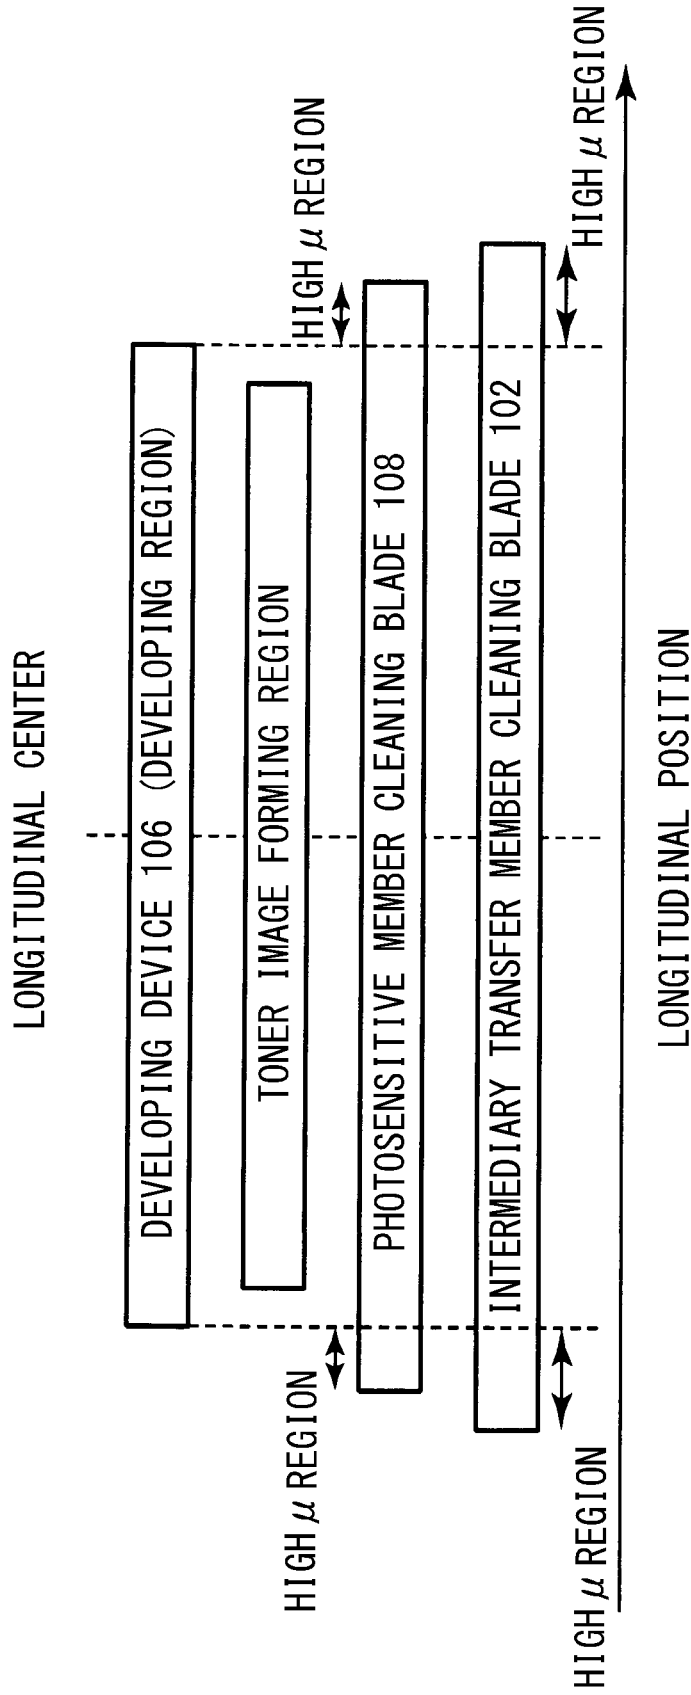 LONGITUDINAL CENTER
DEVELOPING DEVICE 106 (DEVELOPING REGION)
TONER IMAGE FORMING REGION
HIGH μ REGION
HIGH μ REGION
PHOTOSENSITIVE MEMBER CLEANING BLADE 108
INTERMEDIARY TRANSFER MEMBER CLEANING BLADE 102
HIGH μ REGION
HIGH μ REGION
LONGITUDINAL POSITION